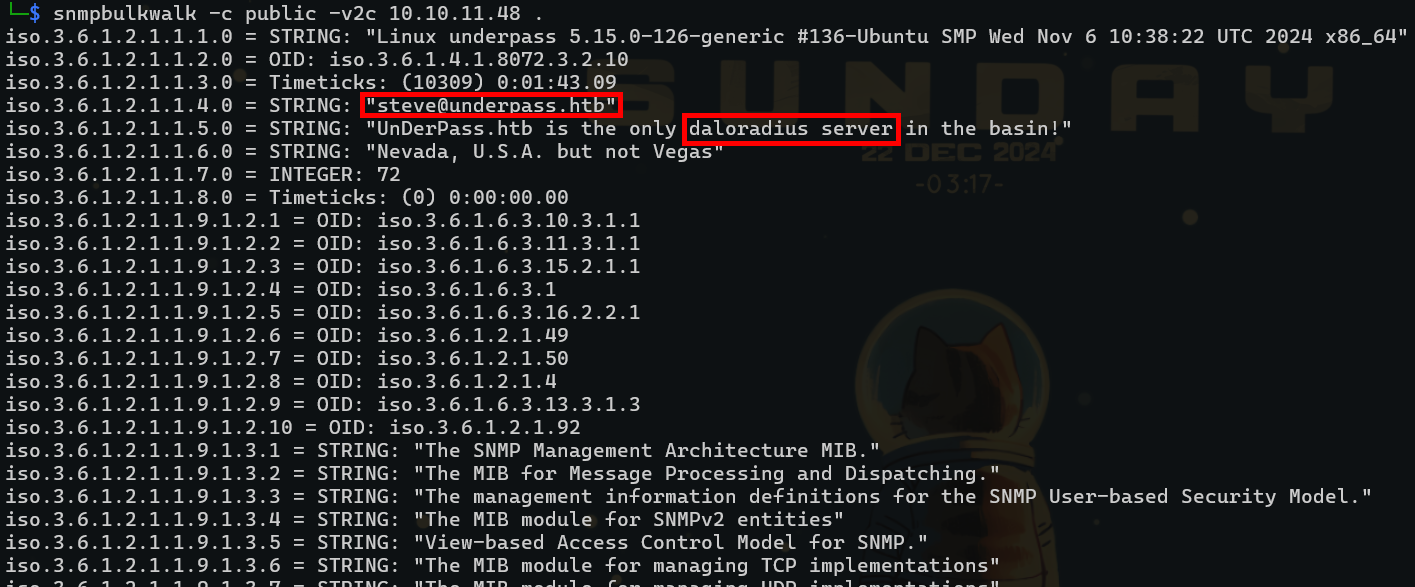 └─$ snmpbulkwalk -c public -v2c 10.10.11.48 .
iso.3.6.1.2.1.1.1.0 = STRING: "Linux underpass 5.15.0-126-generic #136-Ubuntu SMP Wed Nov 6 10:38:22 UTC 2024 x86_64"
iso.3.6.1.2.1.1.2.0 = OID: iso.3.6.1.4.1.8072.3.2.10
iso.3.6.1.2.1.1.3.0 = Timeticks: (10309) 0:01:43.09
iso.3.6.1.2.1.1.4.0 = STRING: "steve@underpass.htb"
iso.3.6.1.2.1.1.5.0 = STRING: "UnDerPass.htb is the only daloradius server in the basin!"
iso.3.6.1.2.1.1.6.0 = STRING: "Nevada, U.S.A. but not Vegas"
iso.3.6.1.2.1.1.7.0 = INTEGER: 72
iso.3.6.1.2.1.1.8.0 = Timeticks: (0) 0:00:00.00
iso.3.6.1.2.1.1.9.1.2.1 = OID: iso.3.6.1.6.3.10.3.1.1
iso.3.6.1.2.1.1.9.1.2.2 = OID: iso.3.6.1.6.3.11.3.1.1
iso.3.6.1.2.1.1.9.1.2.3 = OID: iso.3.6.1.6.3.15.2.1.1
iso.3.6.1.2.1.1.9.1.2.4 = OID: iso.3.6.1.6.3.1
iso.3.6.1.2.1.1.9.1.2.5 = OID: iso.3.6.1.6.3.16.2.2.1
iso.3.6.1.2.1.1.9.1.2.6 = OID: iso.3.6.1.2.1.49
iso.3.6.1.2.1.1.9.1.2.7 = OID: iso.3.6.1.2.1.50
iso.3.6.1.2.1.1.9.1.2.8 = OID: iso.3.6.1.2.1.4
iso.3.6.1.2.1.1.9.1.2.9 = OID: iso.3.6.1.6.3.13.3.1.3
iso.3.6.1.2.1.1.9.1.2.10 = OID: iso.3.6.1.2.1.92
iso.3.6.1.2.1.1.9.1.3.1 = STRING: "The SNMP Management Architecture MIB."
iso.3.6.1.2.1.1.9.1.3.2 = STRING: "The MIB for Message Processing and Dispatching."
iso.3.6.1.2.1.1.9.1.3.3 = STRING: "The management information definitions for the SNMP User-based Security Model."
iso.3.6.1.2.1.1.9.1.3.4 = STRING: "The MIB module for SNMPv2 entities"
iso.3.6.1.2.1.1.9.1.3.5 = STRING: "View-based Access Control Model for SNMP."
iso.3.6.1.2.1.1.9.1.3.6 = STRING: "The MIB module for managing TCP implementations"
iso.3.6.1.2.1.1.9.1.3.7 = STRING: "The MIB module for managing UDP implementations"
SUNDAY
22 DEC 2024
-03:17-